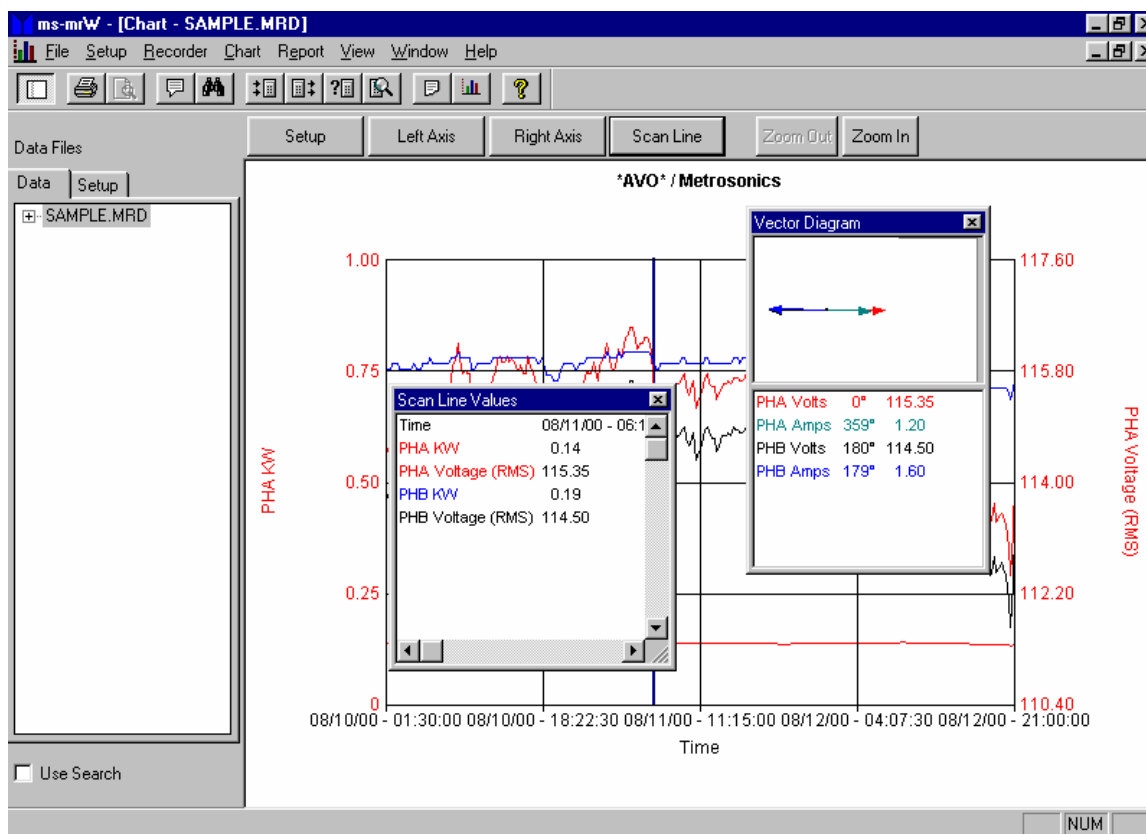 ms-mrW - [Chart - SAMPLE.MRD]
File Setup Recorder Chart Report View Window Help
Setup Left Axis Right Axis Scan Line Zoom Out Zoom In
Data Files
Data Setup
SAMPLE.MRD
*AVO* / Metrosonics
Vector Diagram
PHA Volts 0° 115.35
PHA Amps 359° 1.20
PHB Volts 180° 114.50
PHB Amps 179° 1.60
Scan Line Values
Time 08/11/00 - 06:1
PHA KW 0.14
PHA Voltage (RMS) 115.35
PHB KW 0.19
PHB Voltage (RMS) 114.50
PHA KW
1.00
0.75
0.50
0.25
0
117.60
115.80
114.00
112.20
110.40
PHA Voltage (RMS)
08/10/00 - 01:30:00 08/10/00 - 18:22:30 08/11/00 - 11:15:00 08/12/00 - 04:07:30 08/12/00 - 21:00:00
Time
Use Search
NUM